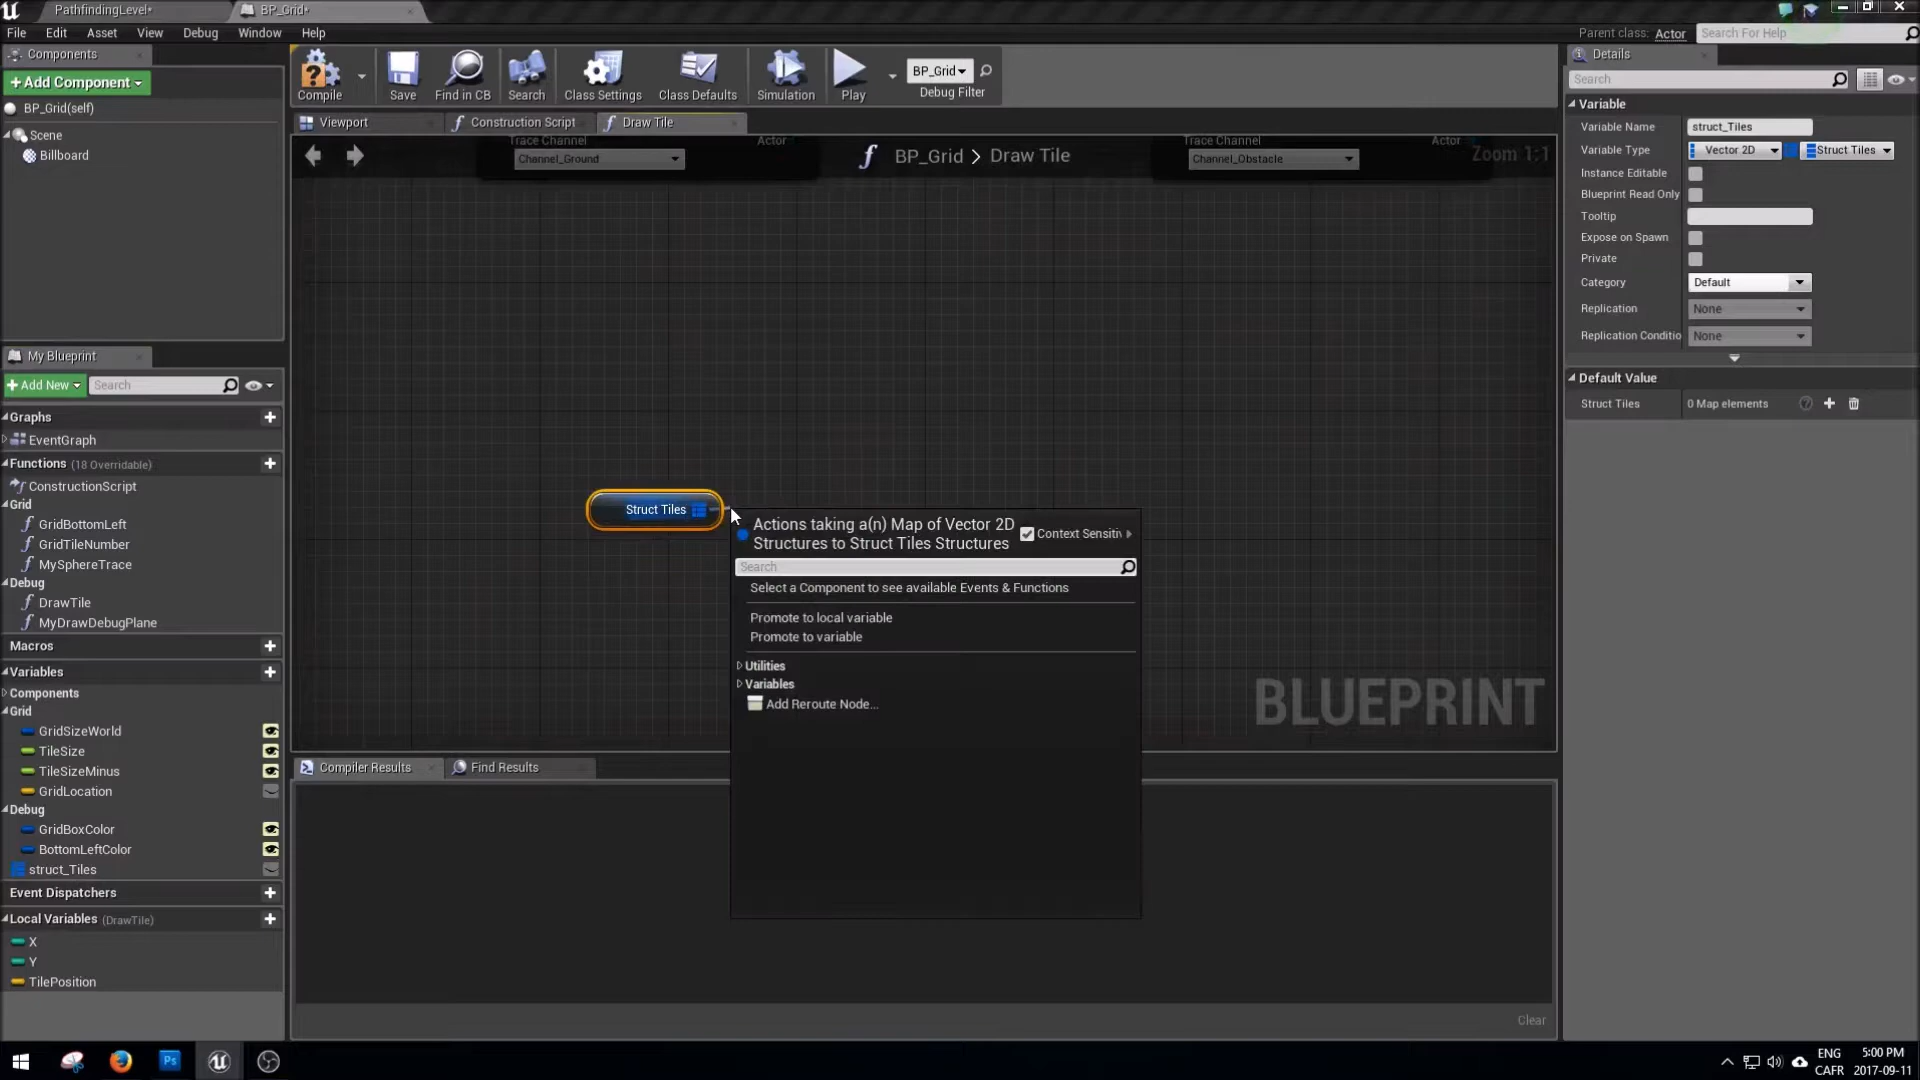 PathfindingLevel*
BP_Grid*
File Edit Asset View Debug Window Help
Parent class: Actor
Search For Help
Components
+Add Component
BP_Grid(self)
Scene
Billboard
Compile
Save
Find in CB
Search
Class Settings
Class Defaults
Simulation
Play
BP_Grid
Debug Filter
Viewport
Construction Script
Draw Tile
Trace Channel
Actor
Channel_Ground
BP_Grid > Draw Tile
Trace Channel
Actor
Channel_Obstacle
Zoom 1:1
Struct Tiles
Actions taking a(n) Map of Vector 2D
Structures to Struct Tiles Structures
Context Sensitiv
Search
Select a Component to see available Events & Functions
Promote to local variable
Promote to variable
Utilities
Variables
Add Reroute Node...
BLUEPRINT
My Blueprint
+Add New
Search
Graphs
EventGraph
Functions (18 Overridable)
ConstructionScript
Grid
GridBottomLeft
GridTileNumber
MySphereTrace
Debug
DrawTile
MyDrawDebugPlane
Macros
Variables
Components
Grid
GridSizeWorld
TileSize
TileSizeMinus
GridLocation
Debug
GridBoxColor
BottomLeftColor
struct_Tiles
Event Dispatchers
Local Variables (DrawTile)
X
Y
TilePosition
Compiler Results
Find Results
Clear
Details
Search
Variable
Variable Name struct_Tiles
Variable Type Vector 2D Struct Tiles
Instance Editable
Blueprint Read Only
Tooltip
Expose on Spawn
Private
Category Default
Replication None
Replication Conditio None
Default Value
Struct Tiles 0 Map elements
Ps
ENG
CAFR
5:00 PM
2017-09-11